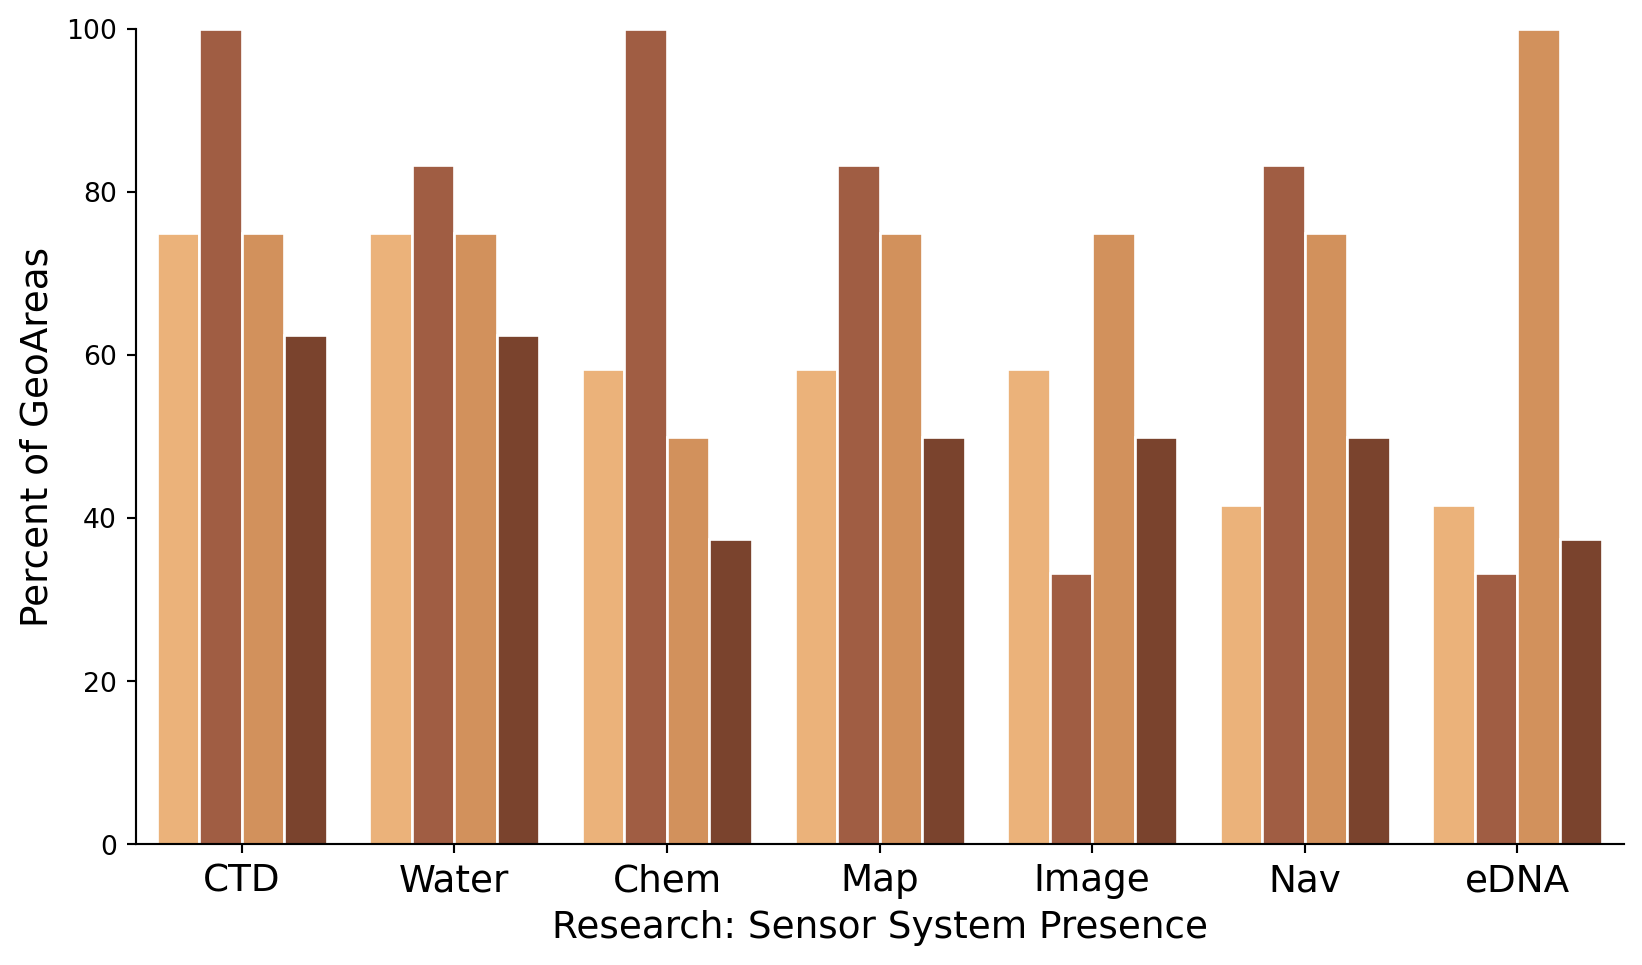 100
80
60
40
20
0
Percent of GeoAreas
CTD Water Chem Map Image Nav eDNA
Research: Sensor System Presence